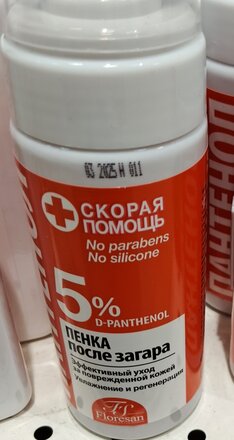 03 2025 Н 011
СКОРАЯ
ПОМОЩЬ
No parabens
No silicone
5%
D-PANTHENOL
ПЕНКА
после загара
Эффективный уход
за поврежденной кожей
Увлажнение и регенерация
Floresan
ПАНТЕНОЛ